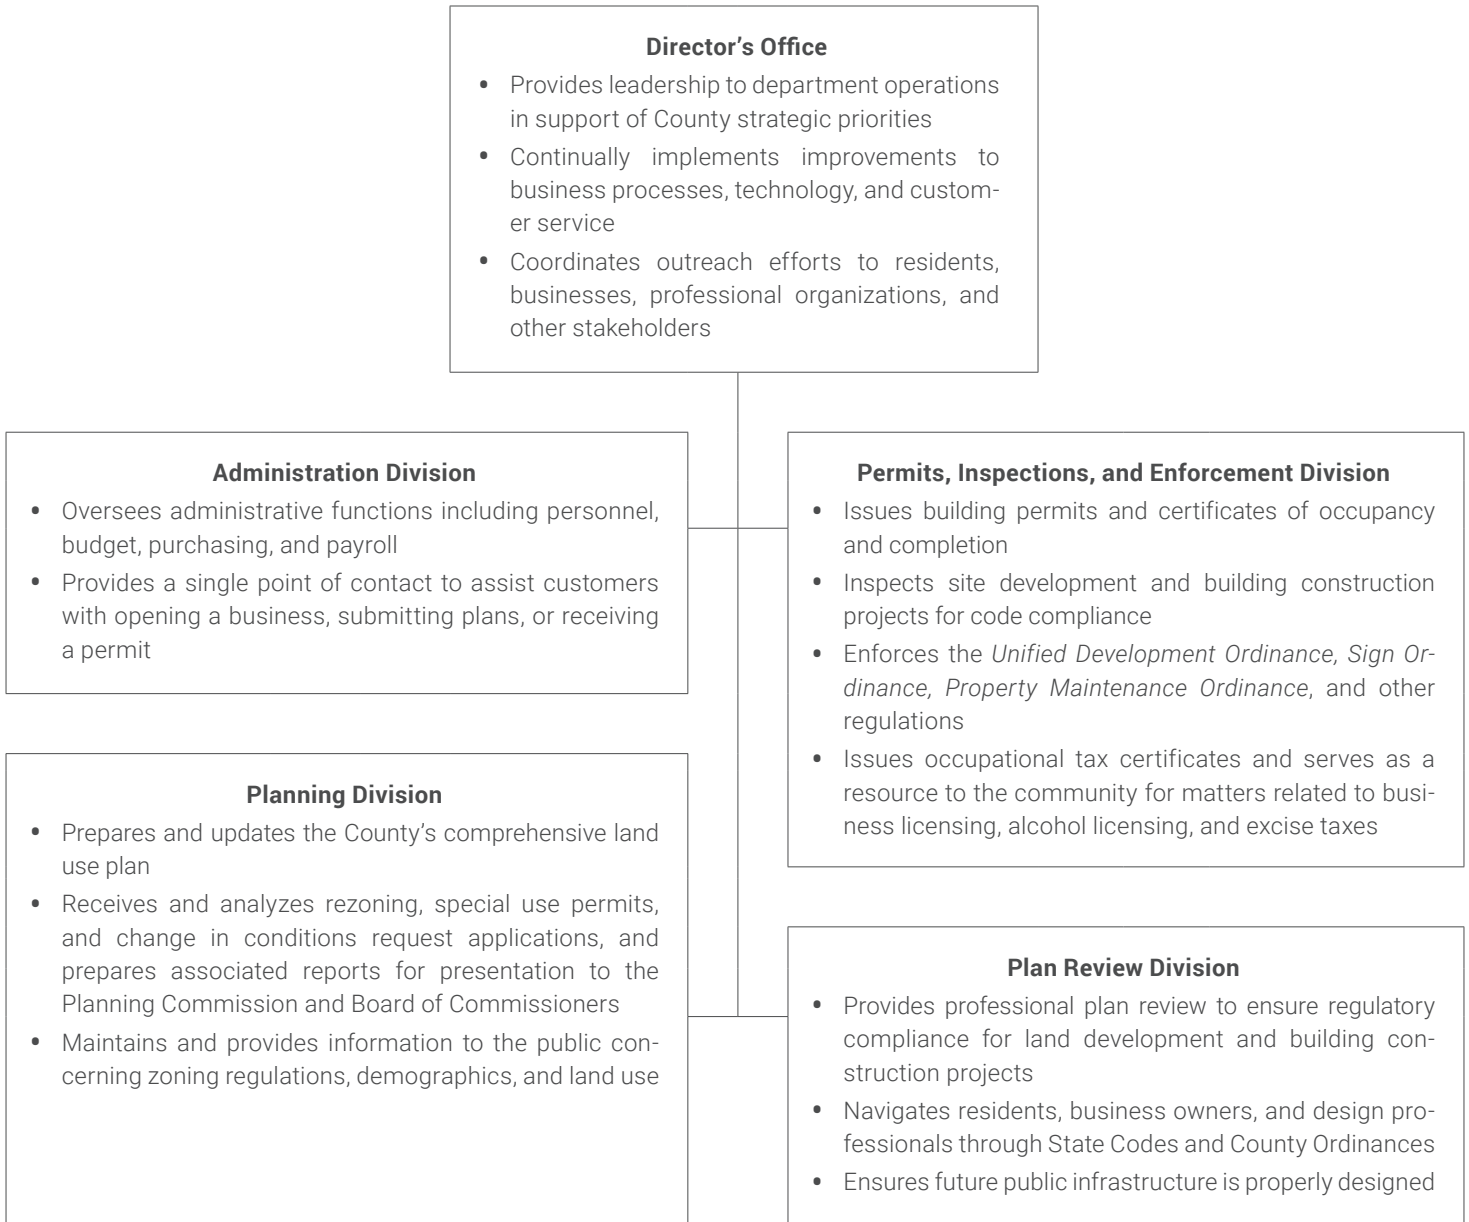 Director’s Office
• Provides leadership to department operations
in support of County strategic priorities
• Continually implements improvements to
business processes, technology, and custom-
er service
• Coordinates outreach efforts to residents,
businesses, professional organizations, and
other stakeholders
Administration Division
• Oversees administrative functions including personnel,
budget, purchasing, and payroll
• Provides a single point of contact to assist customers
with opening a business, submitting plans, or receiving
a permit
Permits, Inspections, and Enforcement Division
• Issues building permits and certificates of occupancy
and completion
• Inspects site development and building construction
projects for code compliance
• Enforces the Unified Development Ordinance, Sign Or-
dinance, Property Maintenance Ordinance, and other
regulations
• Issues occupational tax certificates and serves as a
resource to the community for matters related to busi-
ness licensing, alcohol licensing, and excise taxes
Planning Division
• Prepares and updates the County’s comprehensive land
use plan
• Receives and analyzes rezoning, special use permits,
and change in conditions request applications, and
prepares associated reports for presentation to the
Planning Commission and Board of Commissioners
• Maintains and provides information to the public con-
cerning zoning regulations, demographics, and land use
Plan Review Division
• Provides professional plan review to ensure regulatory
compliance for land development and building con-
struction projects
• Navigates residents, business owners, and design pro-
fessionals through State Codes and County Ordinances
• Ensures future public infrastructure is properly designed